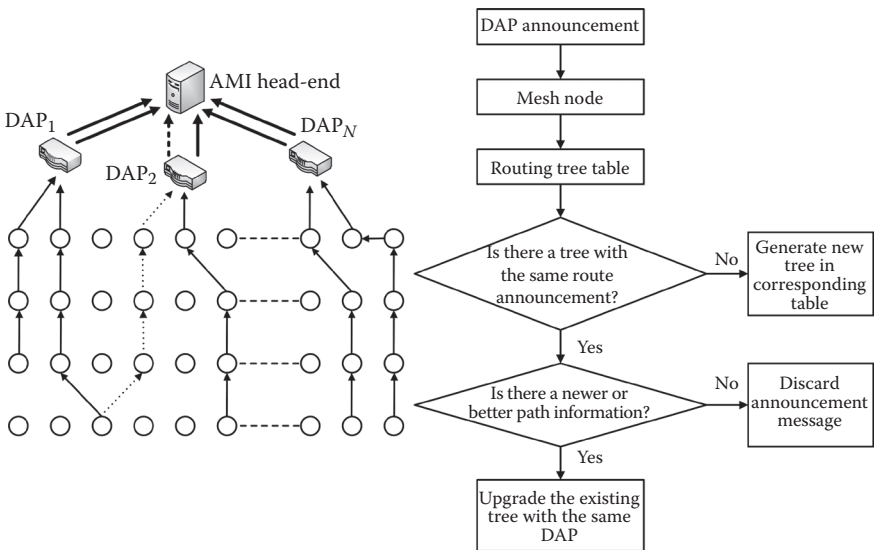 AMI head-end
DAP1
DAP2
DAPN
DAP announcement
Mesh node
Routing tree table
Is there a tree with
the same route
announcement?
No
Generate new
tree in
corresponding
table
Yes
Is there a newer or
better path information?
No
Discard
announcement
message
Yes
Upgrade the existing
tree with the same
DAP